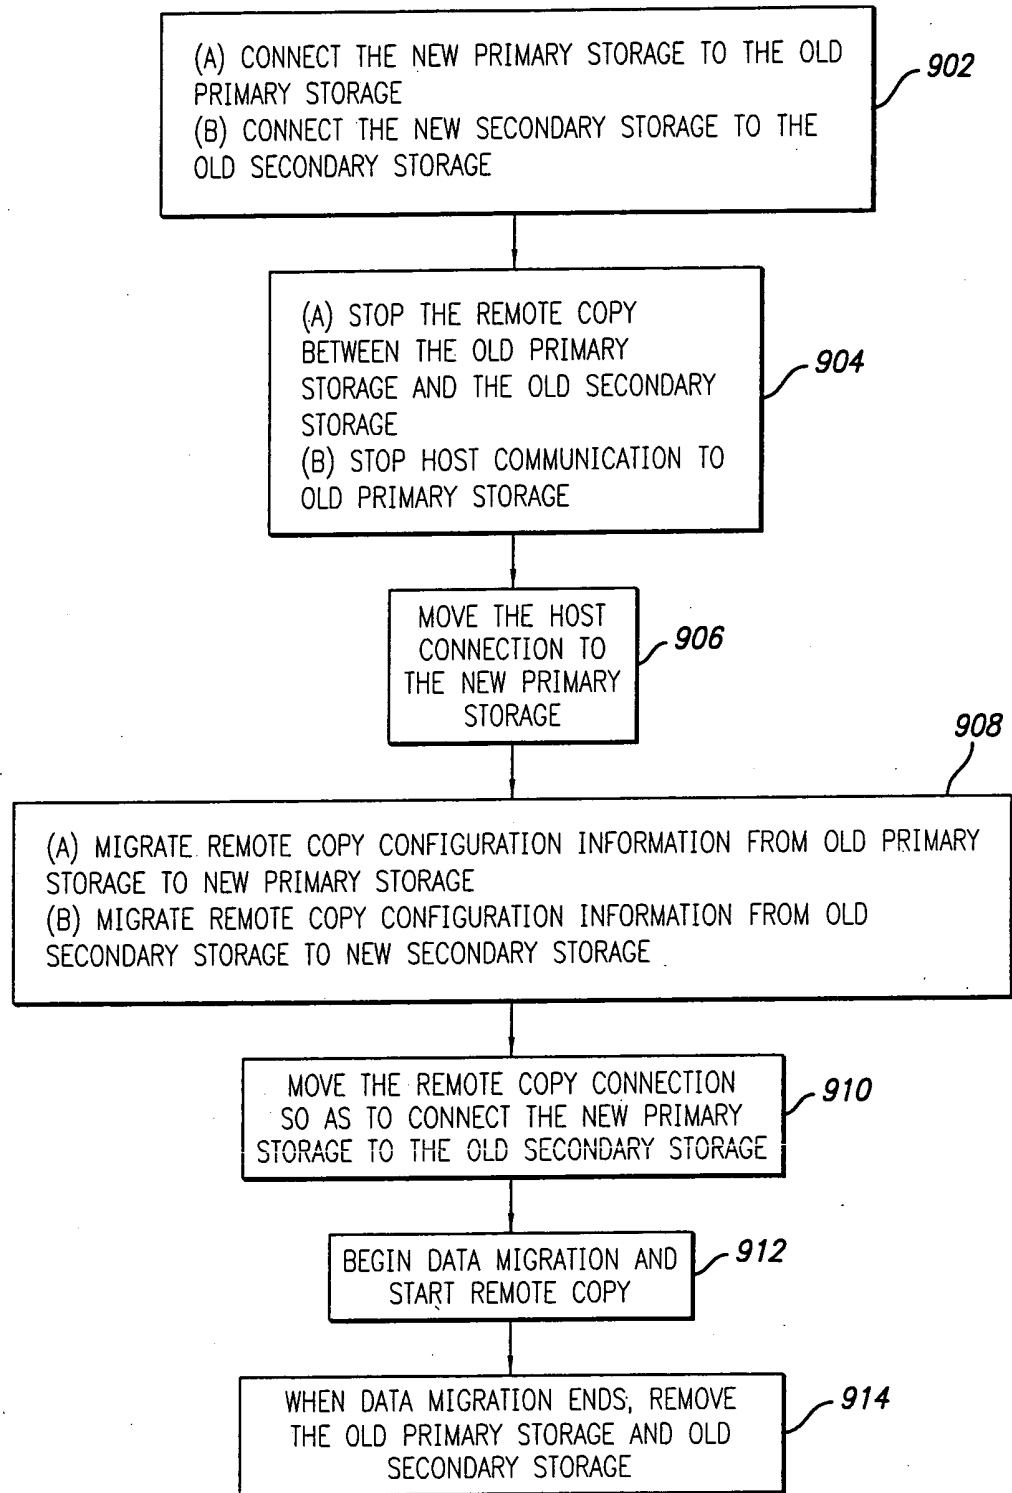 (A) CONNECT THE NEW PRIMARY STORAGE TO THE OLD
PRIMARY STORAGE
(B) CONNECT THE NEW SECONDARY STORAGE TO THE
OLD SECONDARY STORAGE
902
(A) STOP THE REMOTE COPY
BETWEEN THE OLD PRIMARY
STORAGE AND THE OLD SECONDARY
STORAGE
(B) STOP HOST COMMUNICATION TO
OLD PRIMARY STORAGE
904
MOVE THE HOST
CONNECTION TO
THE NEW PRIMARY
STORAGE
906
908
(A) MIGRATE REMOTE COPY CONFIGURATION INFORMATION FROM OLD PRIMARY
STORAGE TO NEW PRIMARY STORAGE
(B) MIGRATE REMOTE COPY CONFIGURATION INFORMATION FROM OLD
SECONDARY STORAGE TO NEW SECONDARY STORAGE
MOVE THE REMOTE COPY CONNECTION
SO AS TO CONNECT THE NEW PRIMARY
STORAGE TO THE OLD SECONDARY STORAGE
910
BEGIN DATA MIGRATION AND
START REMOTE COPY
912
WHEN DATA MIGRATION ENDS, REMOVE
THE OLD PRIMARY STORAGE AND OLD
SECONDARY STORAGE
914